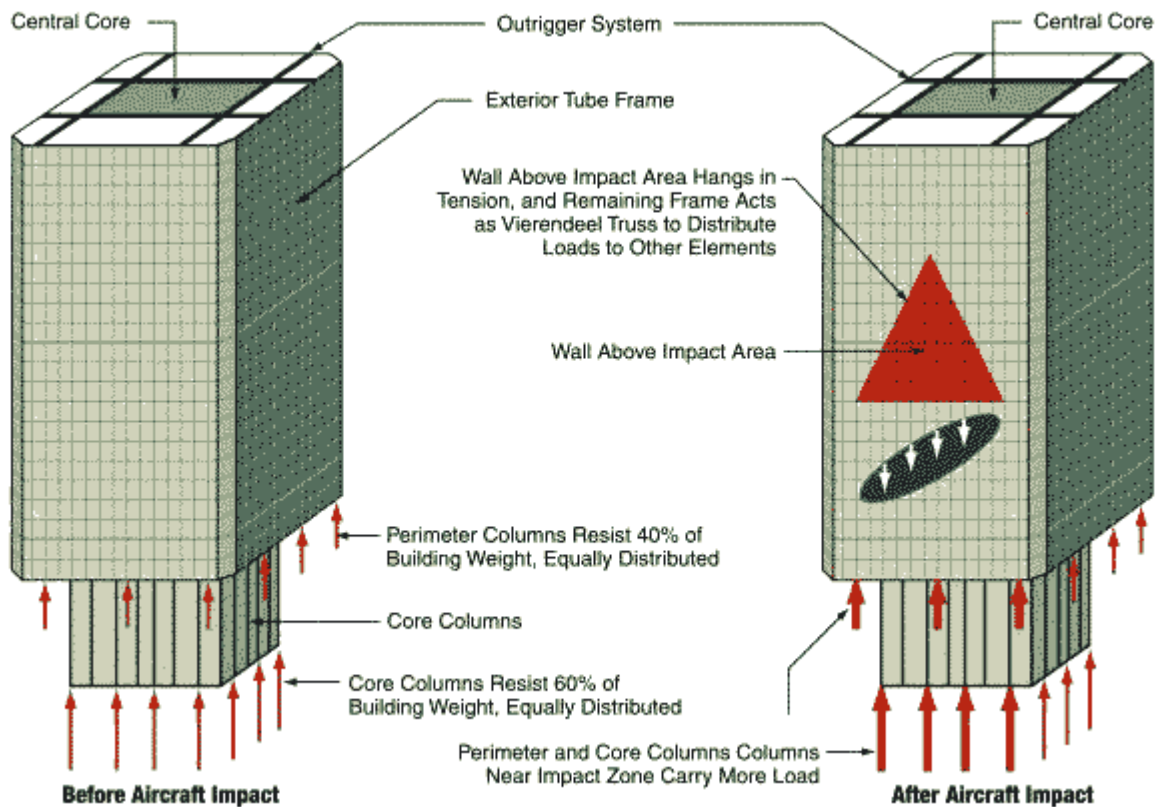 Central Core
Outrigger System
Central Core
Exterior Tube Frame
Wall Above Impact Area Hangs in
Tension, and Remaining Frame Acts
as Vierendeel Truss to Distribute
Loads to Other Elements
Wall Above Impact Area
Perimeter Columns Resist 40% of
Building Weight, Equally Distributed
Core Columns
Core Columns Resist 60% of
Building Weight, Equally Distributed
Perimeter and Core Columns Columns
Near Impact Zone Carry More Load
Before Aircraft Impact
After Aircraft Impact